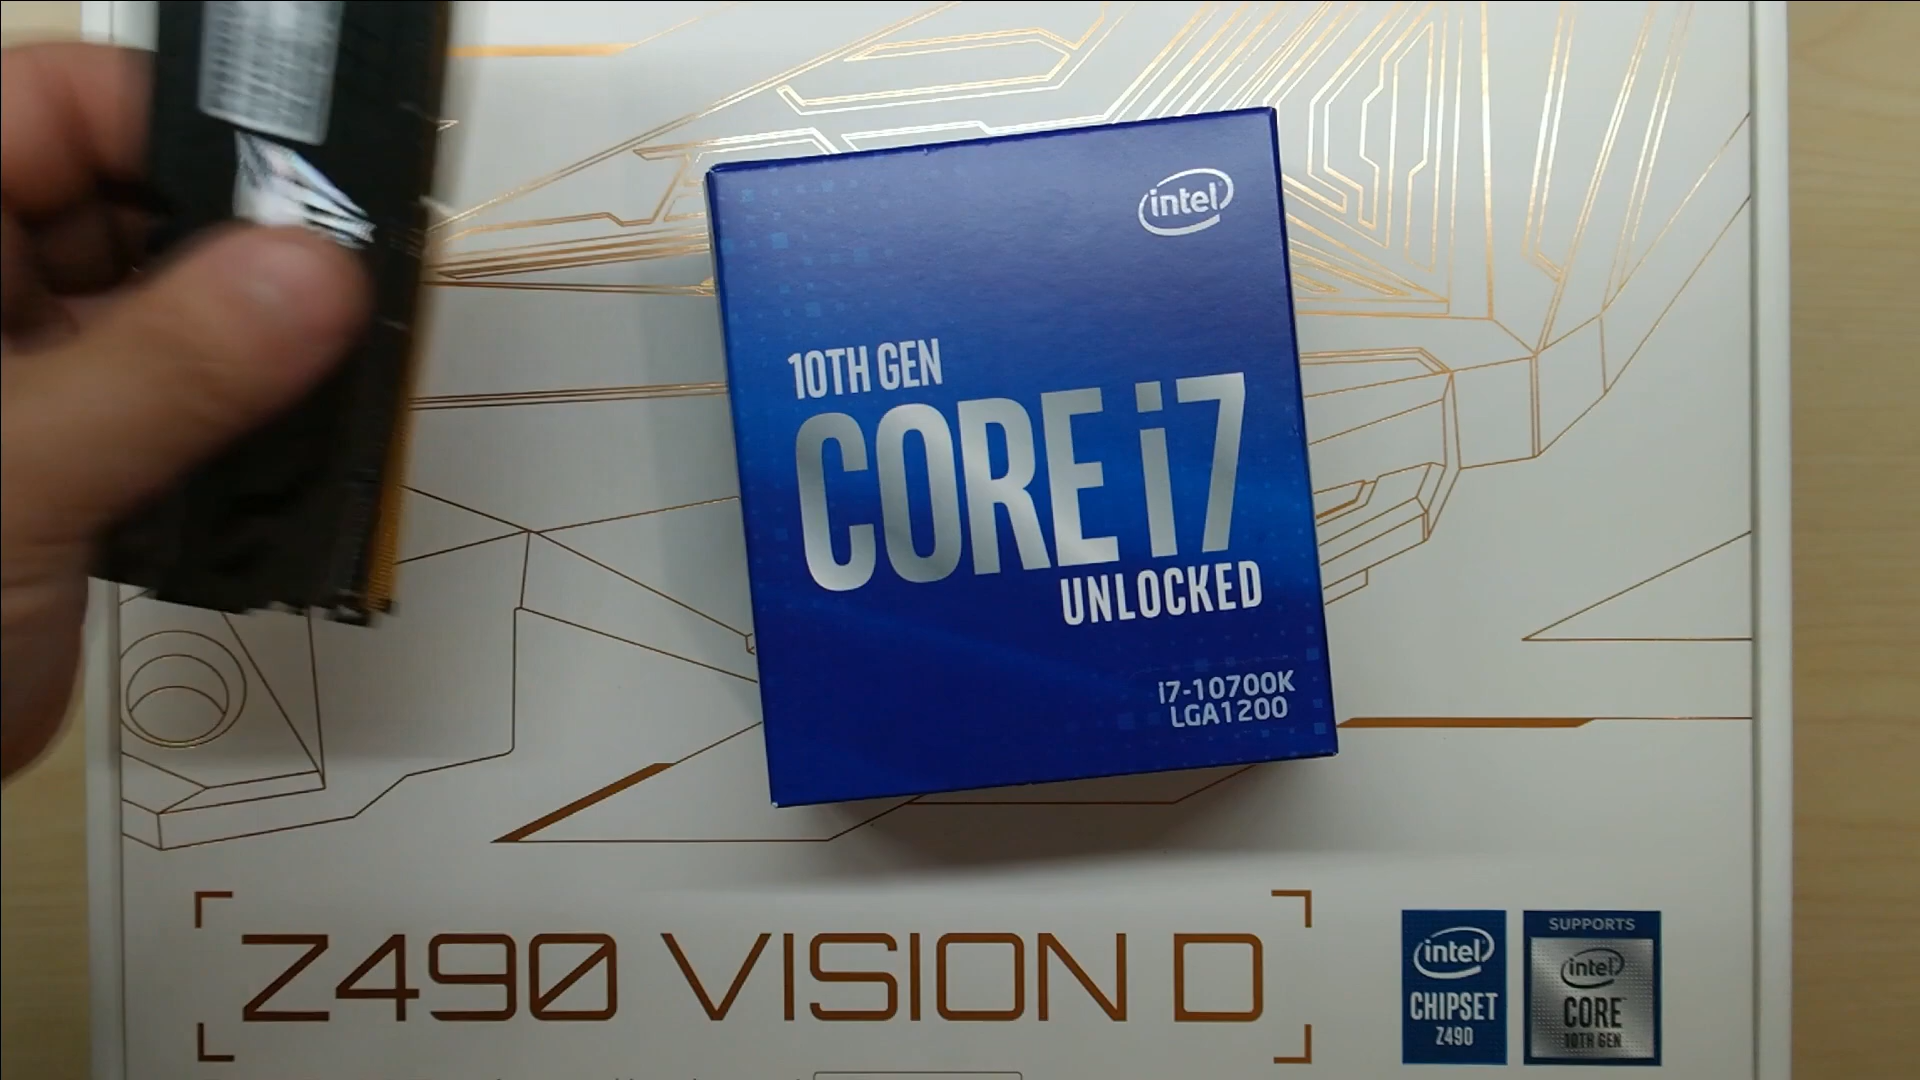 intel
10TH GEN
CORE i7
UNLOCKED
i7-10700K
LGA1200
Z490 VISION D
intel
CHIPSET
Z490
SUPPORTS
intel
CORE
10TH GEN